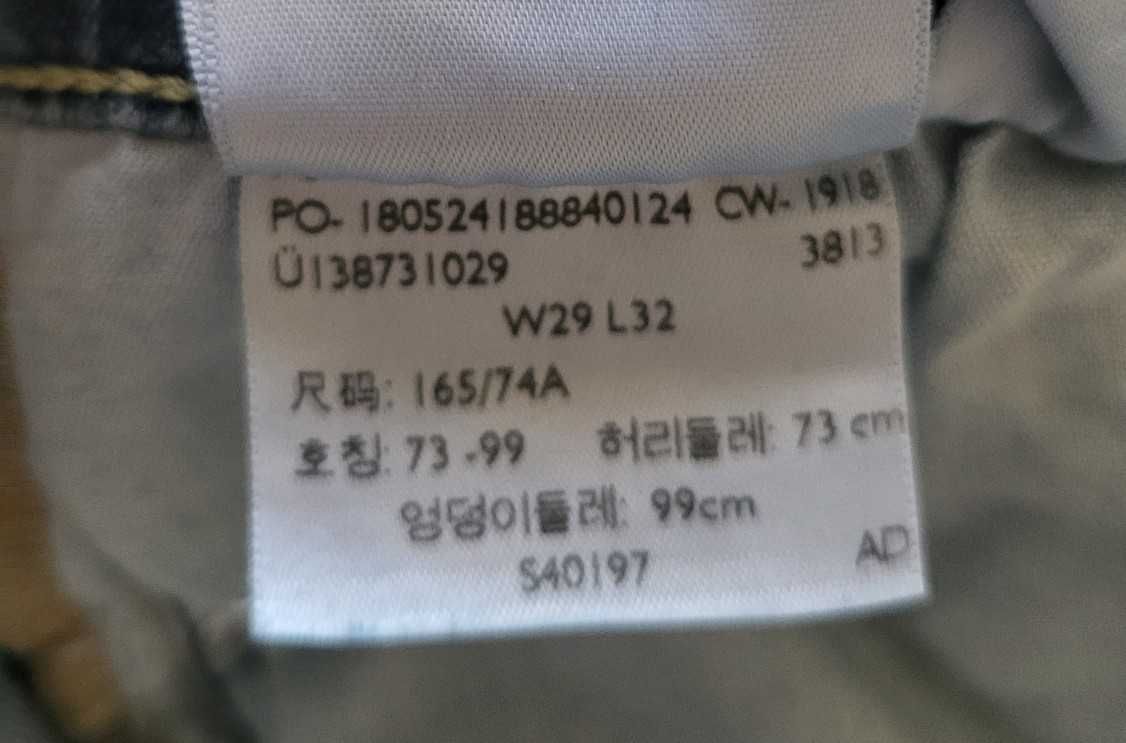 PO- 180524188840124 CW- 1918
Ü138731029 3813
W29 L32
尺码: 165/74A
호칭: 73 -99 허리둘레: 73 cm
엉덩이둘레: 99cm
S40197 AD